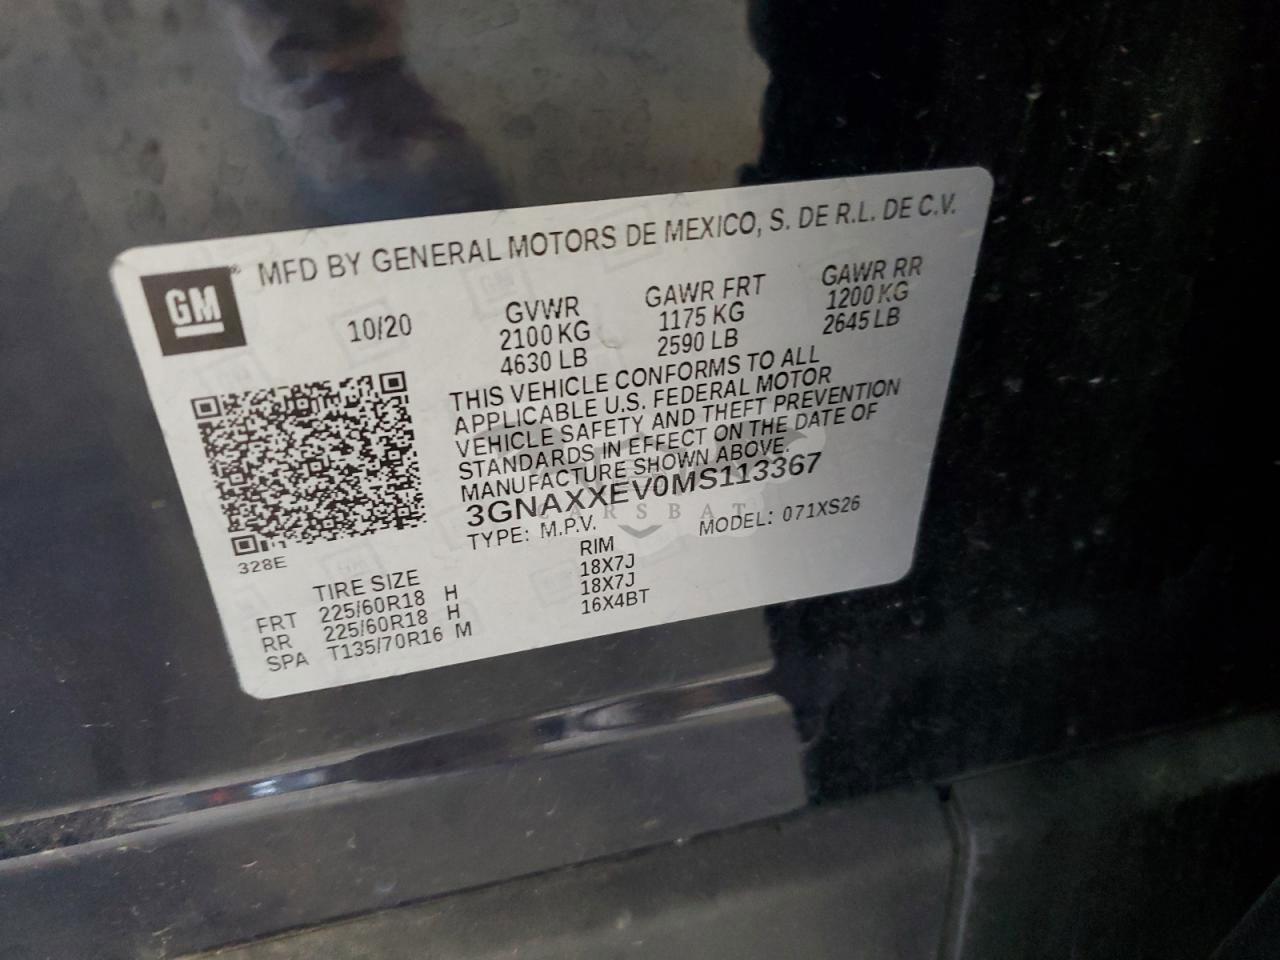 GM
MFD BY GENERAL MOTORS DE MEXICO, S. DE R.L. DE C.V.
10/20
GVWR
2100 KG
4630 LB
GAWR FRT
1175 KG
2590 LB
GAWR RR
1200 KG
2645 LB
THIS VEHICLE CONFORMS TO ALL
APPLICABLE U.S. FEDERAL MOTOR
VEHICLE SAFETY AND THEFT PREVENTION
STANDARDS IN EFFECT ON THE DATE OF
MANUFACTURE SHOWN ABOVE.
3GNAXXEV0MS113367
CARSBAT
TYPE: M.P.V. MODEL: 071XS26
328E
TIRE SIZE RIM
FRT 225/60R18 H 18X7J
RR 225/60R18 H 18X7J
SPA T135/70R16 M 16X4BT